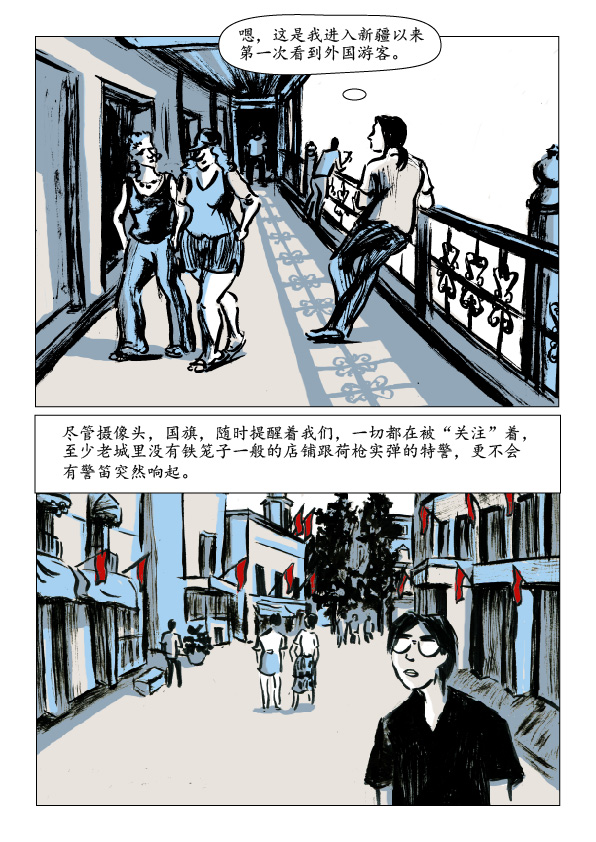 嗯，这是我进入新疆以来
第一次看到外国游客。
尽管摄像头，国旗，随时提醒着我们，一切都在被“关注”着，
至少老城里没有铁笼子一般的店铺跟荷枪实弹的特警，更不会
有警笛突然响起。